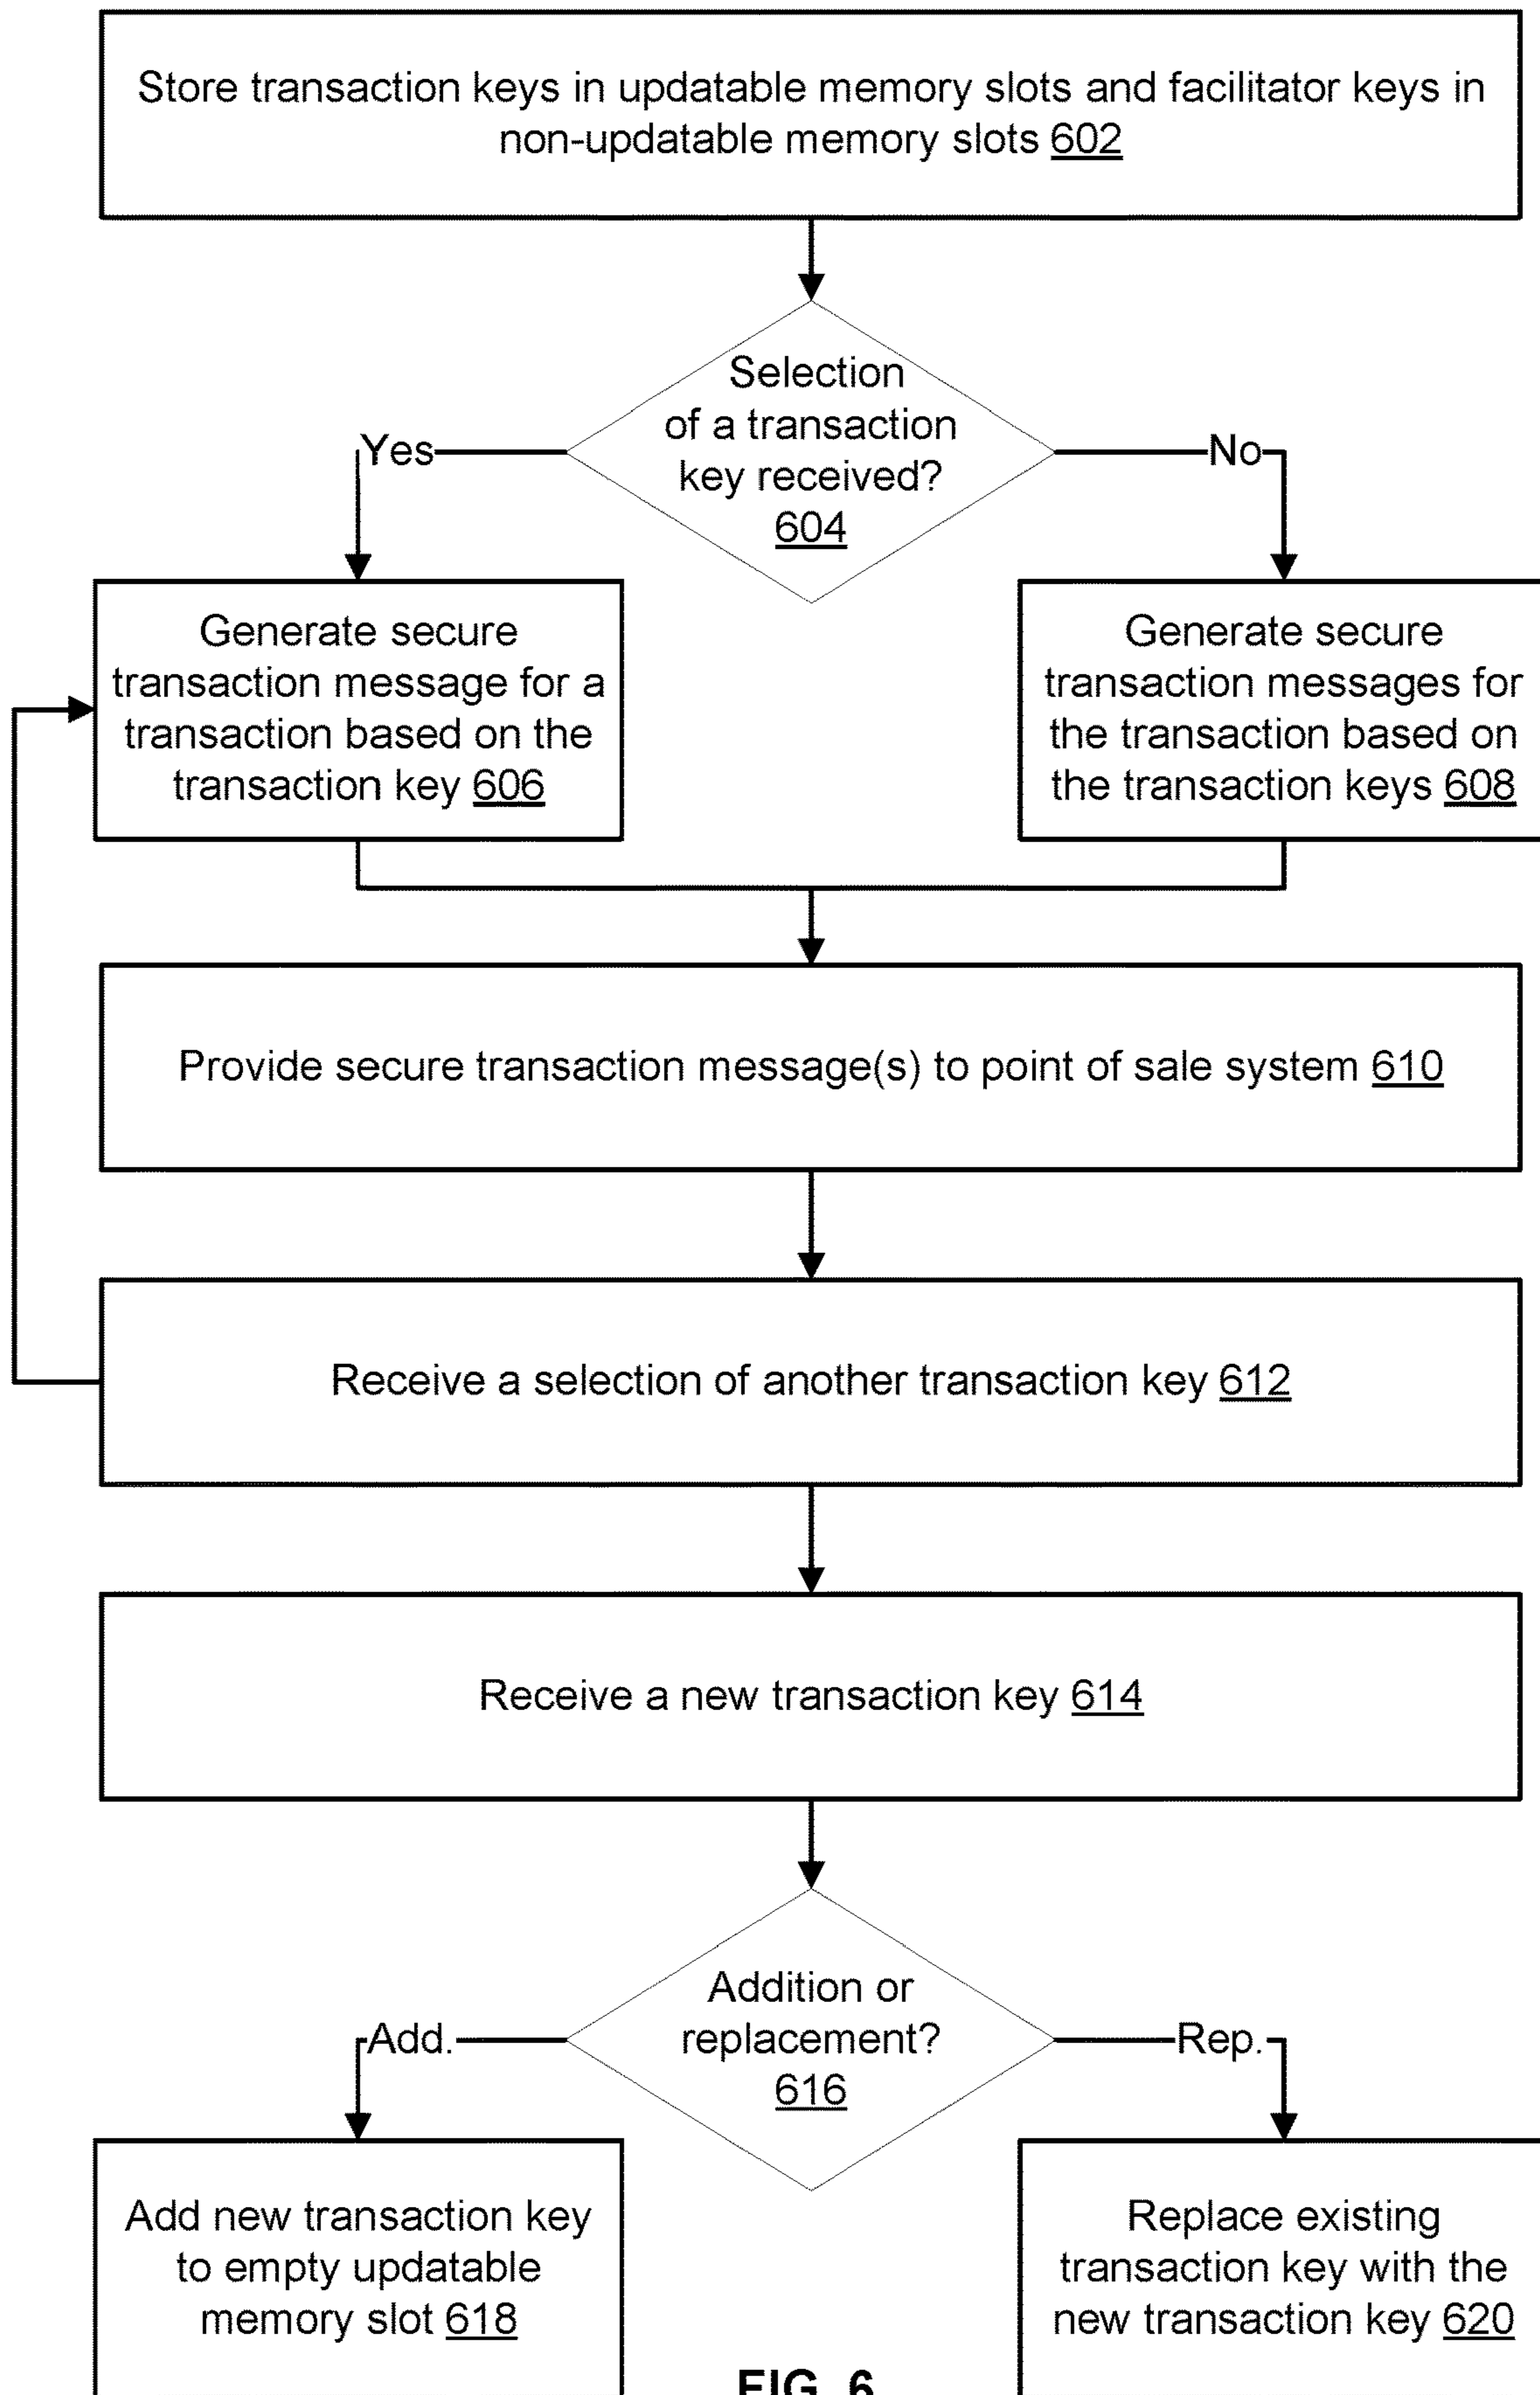 Store transaction keys in updatable memory slots and facilitator keys in
non-updatable memory slots 602
Selection
of a transaction
key received?
604
Yes
No
Generate secure
transaction message for a
transaction based on the
transaction key 606
Generate secure
transaction messages for
the transaction based on
the transaction keys 608
Provide secure transaction message(s) to point of sale system 610
Receive a selection of another transaction key 612
Receive a new transaction key 614
Addition or
replacement?
616
Add.
Rep.
Add new transaction key
to empty updatable
memory slot 618
Replace existing
transaction key with the
new transaction key 620
FIG. 6